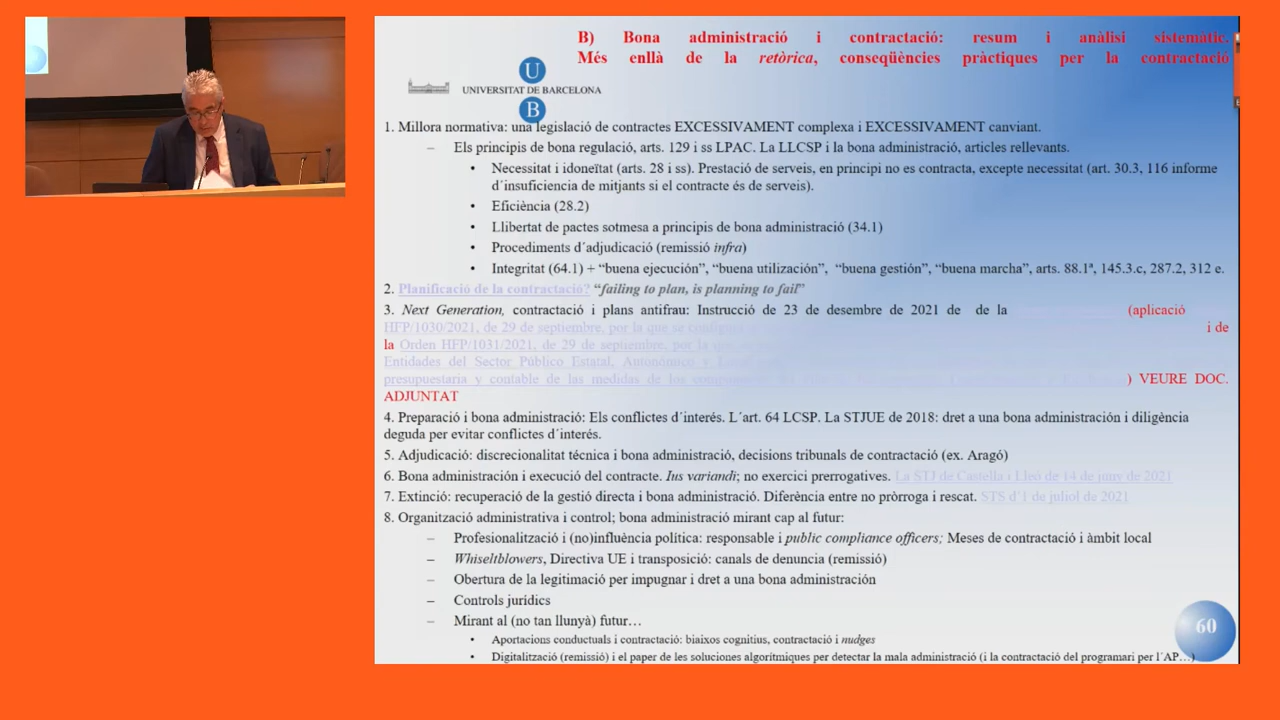 B) Bona administració i contractació: resum i anàlisi sistemàtic.
Més enllà de la retòrica, conseqüències pràctiques per la contractació
U
UNIVERSITAT DE BARCELONA
B
1. Millora normativa: una legislació de contractes EXCESSIVAMENT complexa i EXCESSIVAMENT canviant.
– Els principis de bona regulació, arts. 129 i ss LPAC. La LLCSP i la bona administració, articles rellevants.
• Necessitat i idoneïtat (arts. 28 i ss). Prestació de serveis, en principi no es contracta, excepte necessitat (art. 30.3, 116 informe
d´insuficiencia de mitjants si el contracte és de serveis).
• Eficiència (28.2)
• Llibertat de pactes sotmesa a principis de bona administració (34.1)
• Procediments d´adjudicació (remissió infra)
• Integritat (64.1) + “buena ejecución”, “buena utilización”, “buena gestión”, “buena marcha”, arts. 88.1ª, 145.3.c, 287.2, 312 e.
2. Planificació de la contractació? “failing to plan, is planning to fail”
3. Next Generation, contractació i plans antifrau: Instrucció de 23 de desembre de 2021 de de la (aplicació
HFP/1030/2021, de 29 de septiembre, por la que se i de
la Orden HFP/1031/2021, de 29 de septiembre, por la que se
Entidades del Sector Público Estatal, Autonómico y
presupuestaria y contable de las medidas de los ) VEURE DOC.
ADJUNTAT
4. Preparació i bona administració: Els conflictes d´interés. L´art. 64 LCSP. La STJUE de 2018: dret a una bona administración i diligència
deguda per evitar conflictes d´interés.
5. Adjudicació: discrecionalitat técnica i bona administració, decisions tribunals de contractació (ex. Aragó)
6. Bona administración i execució del contracte. Ius variandi; no exercici prerrogatives. La STJ de Castella i Lleó de 14 de juny de 2021
7. Extinció: recuperació de la gestió directa i bona administració. Diferència entre no pròrroga i rescat. STS d’1 de juliol de 2021
8. Organització administrativa i control; bona administració mirant cap al futur:
– Profesionalització i (no)influència política: responsable i public compliance officers; Meses de contractació i àmbit local
– Whiseltblowers, Directiva UE i transposició: canals de denuncia (remissió)
– Obertura de la legitimació per impugnar i dret a una bona administración
– Controls jurídics
– Mirant al (no tan llunyà) futur…
• Aportacions conductuals i contractació: biaixos cognitius, contractació i nudges
• Digitalització (remissió) i el paper de les soluciones algorítmiques per detectar la mala administració (i la contractació del programari per l´AP…)
60